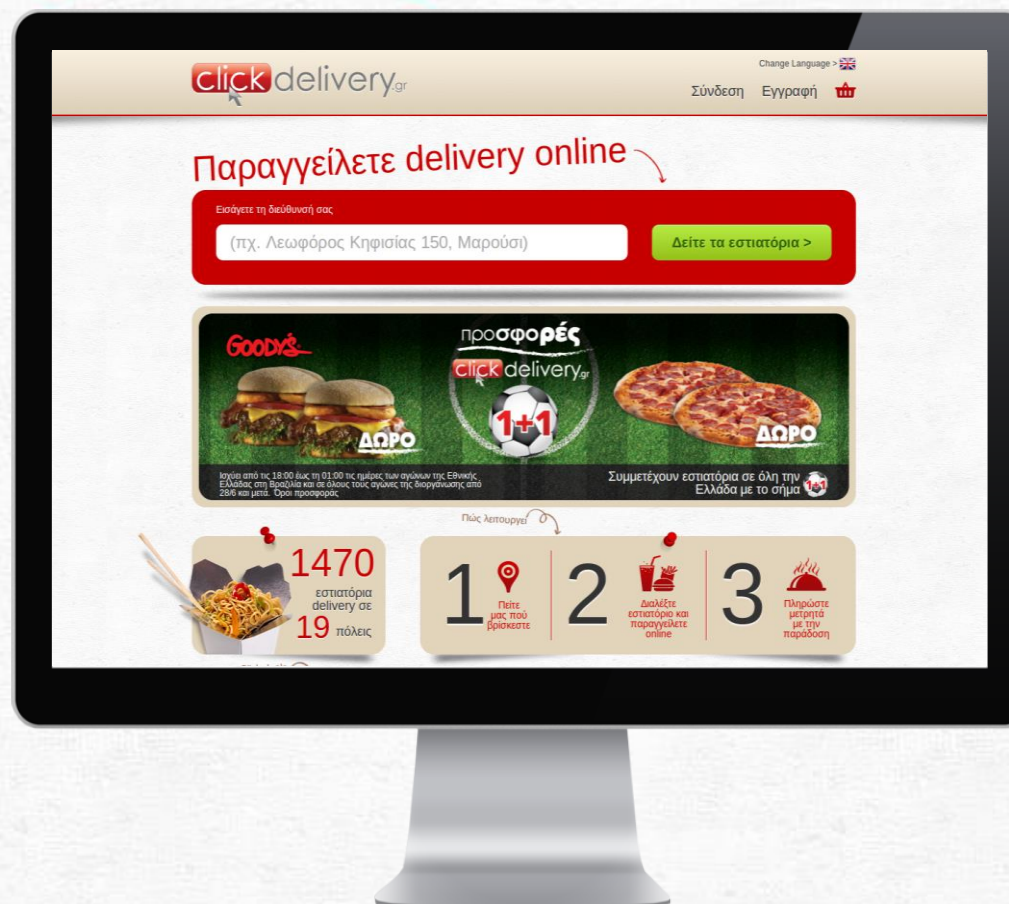 clickdelivery.gr
Change Language >
Σύνδεση Εγγραφή
Παραγγείλετε delivery online
Εισάγετε τη διεύθυνσή σας
(πχ. Λεωφόρος Κηφισίας 150, Μαρούσι)
Δείτε τα εστιατόρια >
GOODY'S
προσφορές
clickdelivery.gr
1+1
ΔΩΡΟ
ΔΩΡΟ
Ισχύει από τις 18:00 έως τη 01:00 τις ημέρες των αγώνων της Εθνικής
Ελλάδας στη Βραζιλία και σε όλους τους αγώνες της διοργάνωσης από
28/6 και μετά. Όροι προσφοράς
Συμμετέχουν εστιατόρια σε όλη την
Ελλάδα με το σήμα 1+1
Πώς λειτουργεί
1470
εστιατόρια
delivery σε
19 πόλεις
1
Πείτε
μας πού
βρίσκεστε
2
Διαλέξτε
εστιατόριο και
παραγγείλετε
online
3
Πληρώστε
μετρητά
με την
παράδοση